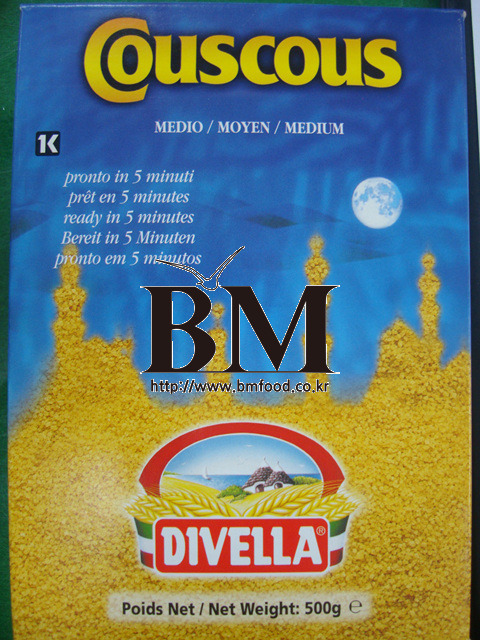 COUSCOUS
MEDIO / MOYEN / MEDIUM
K
pronto in 5 minuti
prêt en 5 minutes
ready in 5 minutes
Bereit in 5 Minuten
pronto em 5 minutos
BM
http://www.bmfood.co.kr
DIVELLA®
Poids Net / Net Weight: 500g ℮